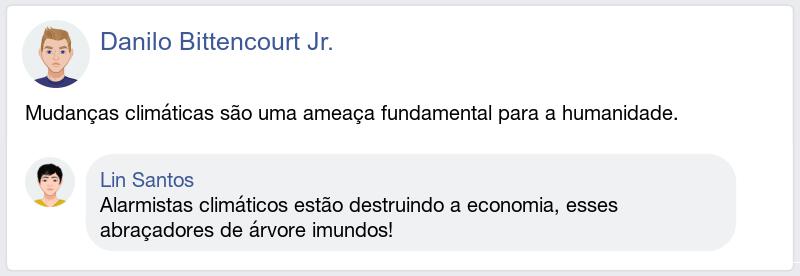 Danilo Bittencourt Jr.
Mudanças climáticas são uma ameaça fundamental para a humanidade.
Lin Santos
Alarmistas climáticos estão destruindo a economia, esses
abraçadores de árvore imundos!